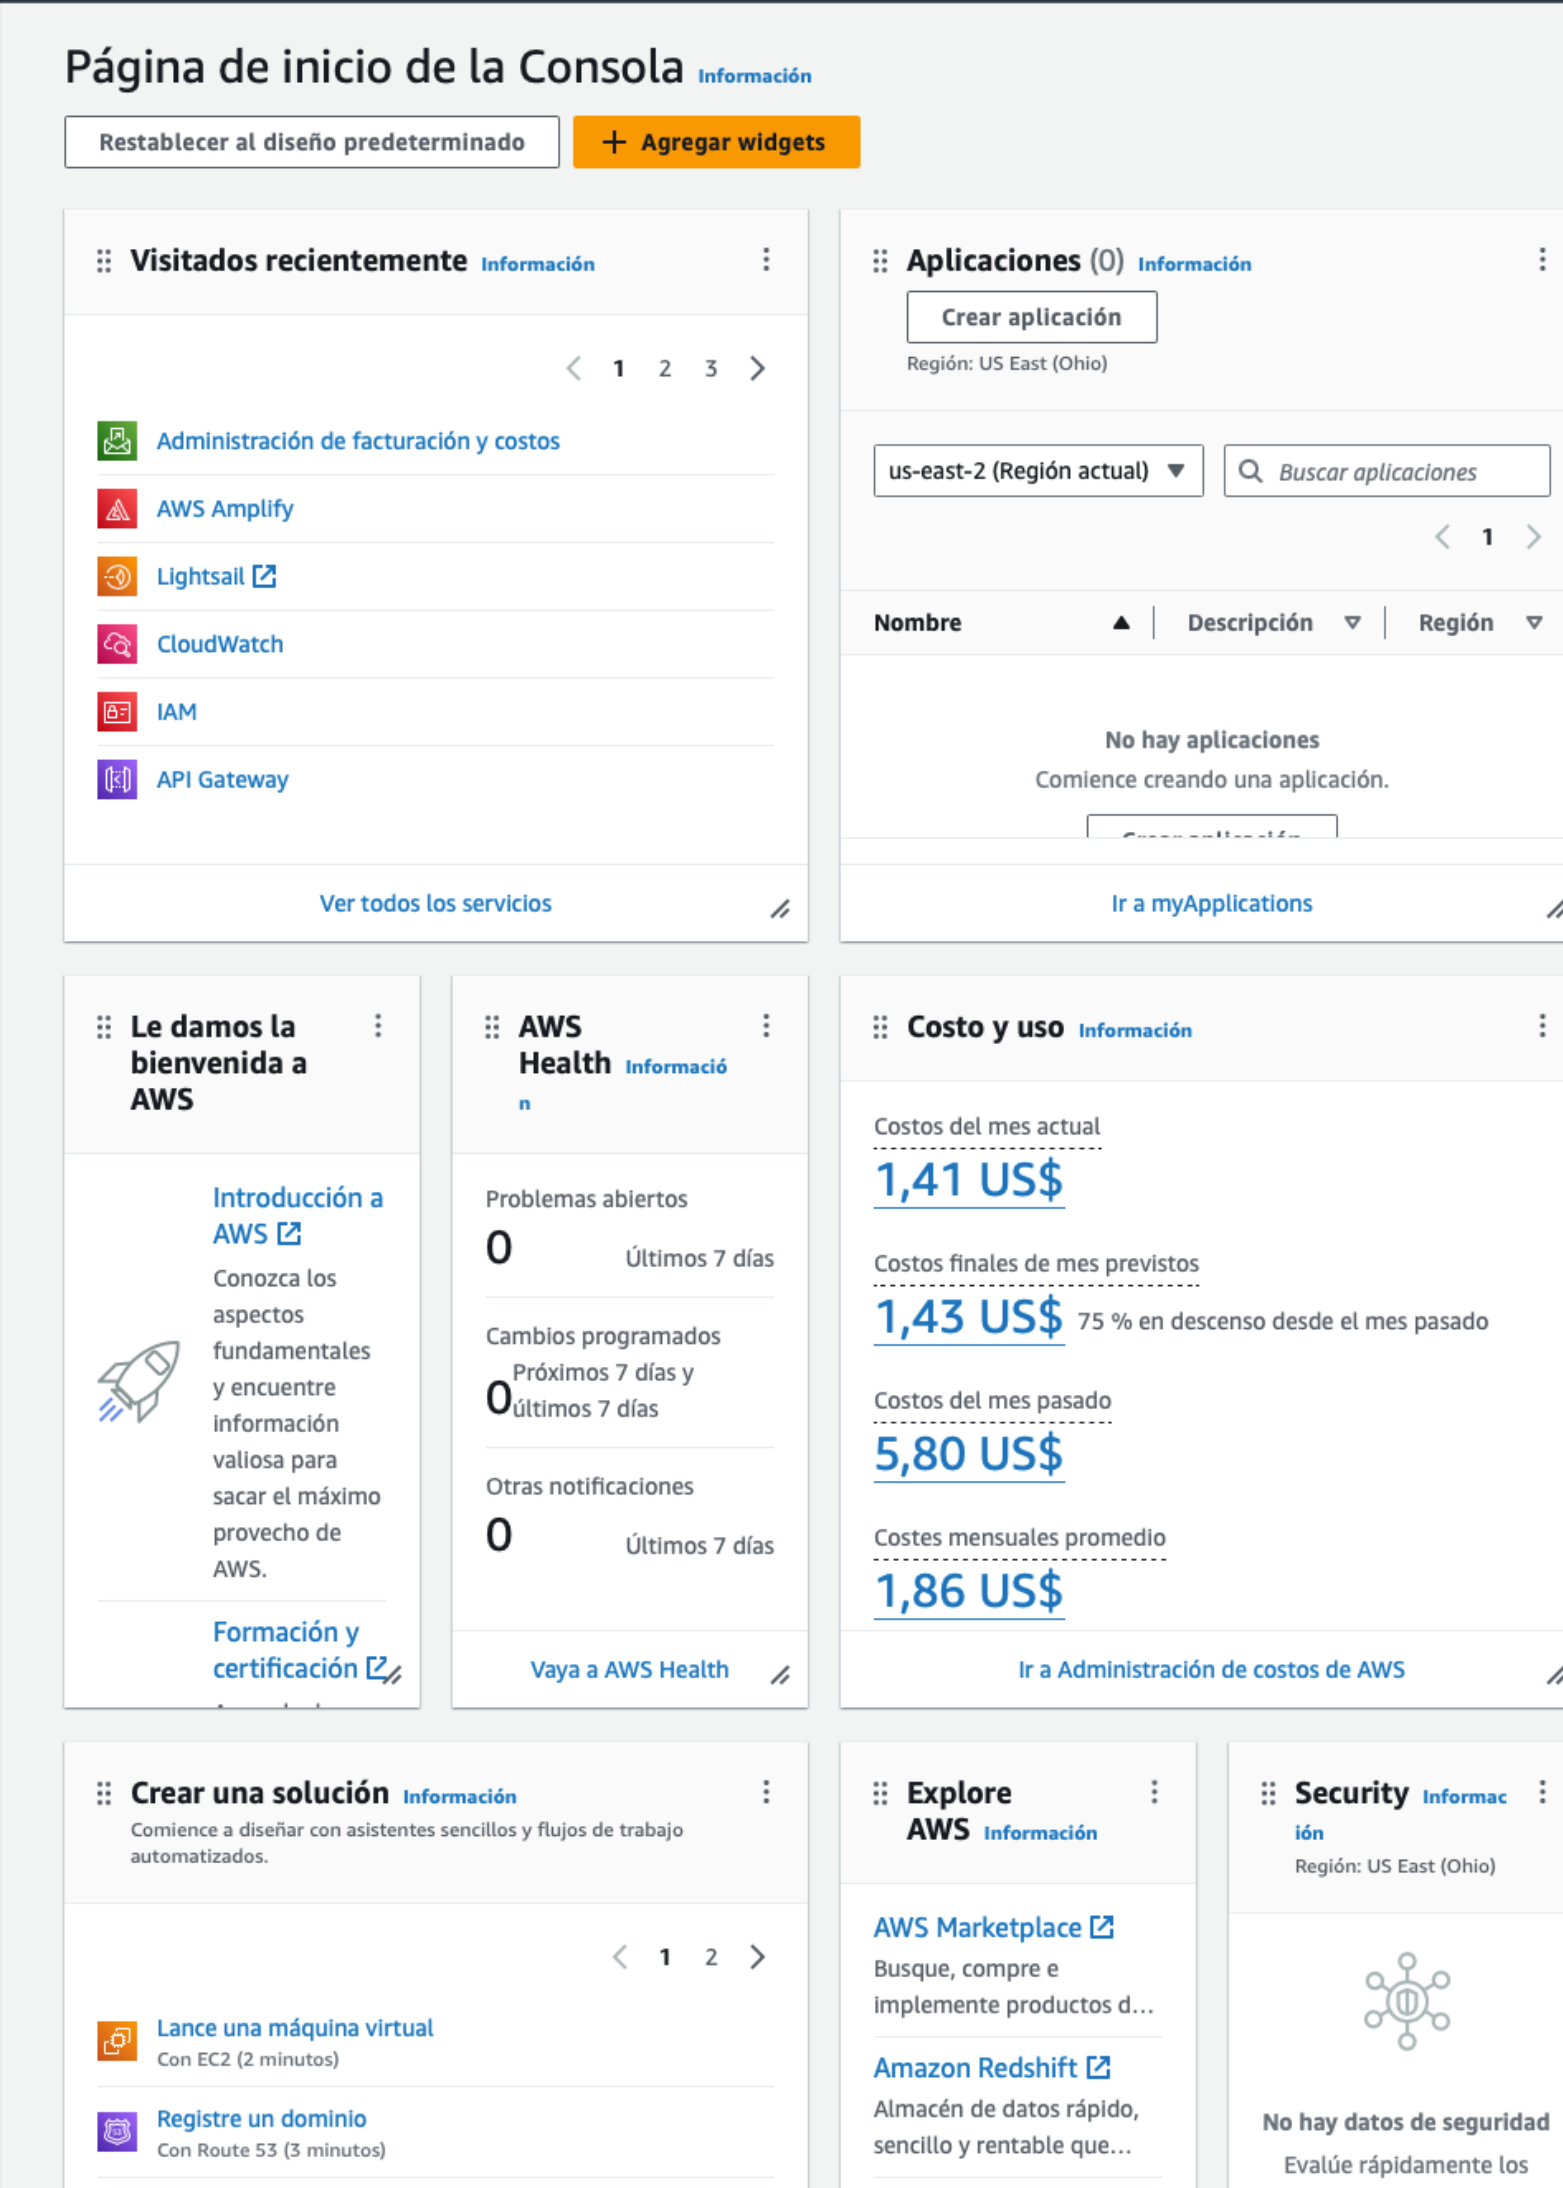 Página de inicio de la Consola Información
Restablecer al diseño predeterminado
+ Agregar widgets
Visitados recientemente Información
1 2 3
Administración de facturación y costos
AWS Amplify
Lightsail
CloudWatch
IAM
API Gateway
Ver todos los servicios
Aplicaciones (0) Información
Crear aplicación
Región: US East (Ohio)
us-east-2 (Región actual)
Buscar aplicaciones
1
Nombre Descripción Región
No hay aplicaciones
Comience creando una aplicación.
Crear aplicación
Ir a myApplications
Le damos la
bienvenida a
AWS
Introducción a
AWS
Conozca los
aspectos
fundamentales
y encuentre
información
valiosa para
sacar el máximo
provecho de
AWS.
Formación y
certificación
AWS
Health Informació
n
Problemas abiertos
0 Últimos 7 días
Cambios programados
0 Próximos 7 días y
últimos 7 días
Otras notificaciones
0 Últimos 7 días
Vaya a AWS Health
Costo y uso Información
Costos del mes actual
1,41 US$
Costos finales de mes previstos
1,43 US$ 75 % en descenso desde el mes pasado
Costos del mes pasado
5,80 US$
Costes mensuales promedio
1,86 US$
Ir a Administración de costos de AWS
Crear una solución Información
Comience a diseñar con asistentes sencillos y flujos de trabajo
automatizados.
1 2
Lance una máquina virtual
Con EC2 (2 minutos)
Registre un dominio
Con Route 53 (3 minutos)
Explore
AWS Información
AWS Marketplace
Busque, compre e
implemente productos d...
Amazon Redshift
Almacén de datos rápido,
sencillo y rentable que...
Security Informac
ión
Región: US East (Ohio)
No hay datos de seguridad
Evalúe rápidamente los